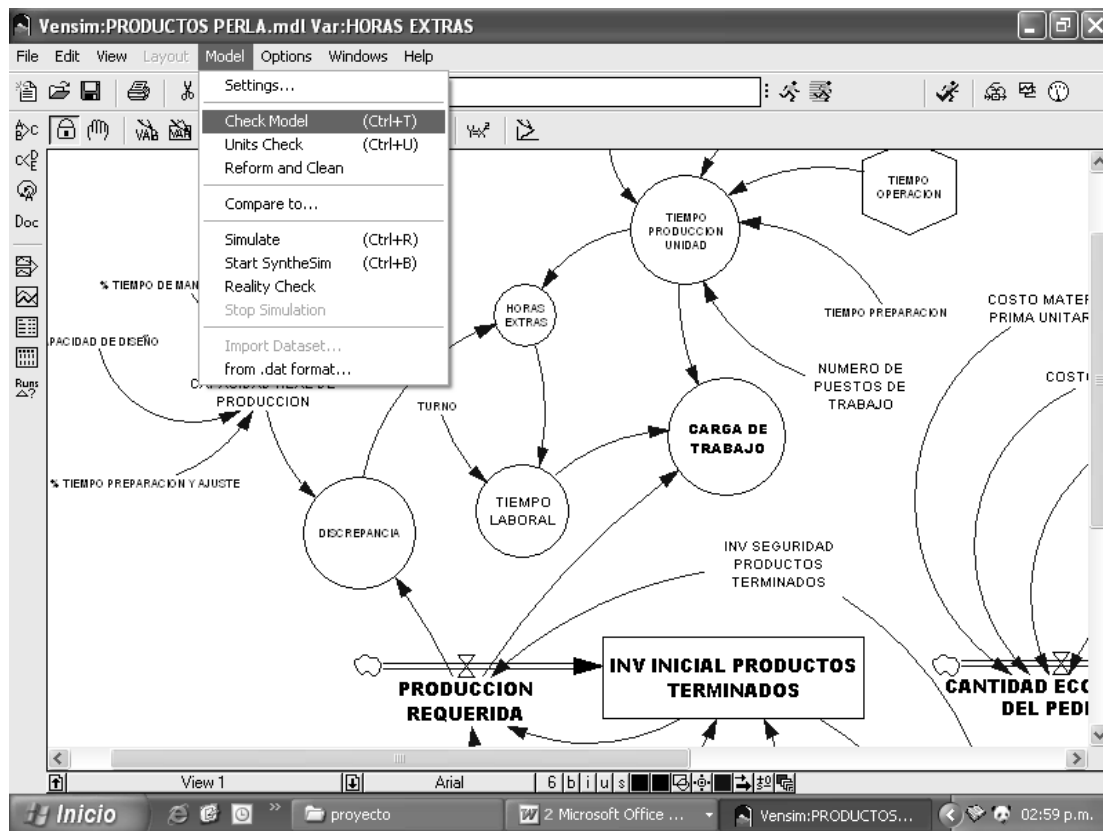 Vensim:PRODUCTOS PERLA.mdl Var:HORAS EXTRAS
File Edit View Layout Model Options Windows Help
Settings...
Check Model (Ctrl+T)
Units Check (Ctrl+U)
Reform and Clean
Compare to...
Simulate (Ctrl+R)
Start SyntheSim (Ctrl+B)
Reality Check
Stop Simulation
Import Dataset...
from .dat format...
Doc
Runs
TIEMPO
OPERACION
TIEMPO
PRODUCCION
UNIDAD
% TIEMPO DE MAN
HORAS
EXTRAS
TIEMPO PREPARACION
COSTO MATER
PRIMA UNITAR
PACIDAD DE DISEÑO
NUMERO DE
PUESTOS DE
TRABAJO
COSTO
PRODUCCION
TURNO
CARGA DE
TRABAJO
% TIEMPO PREPARACION Y AJUSTE
TIEMPO
LABORAL
DISCREPANCIA
INV SEGURIDAD
PRODUCTOS
TERMINADOS
PRODUCCION
REQUERIDA
INV INICIAL PRODUCTOS
TERMINADOS
CANTIDAD ECO
DEL PEDI
View 1 Arial 6 b i u s
Inicio proyecto 2 Microsoft Office ... Vensim:PRODUCTOS... 02:59 p.m.